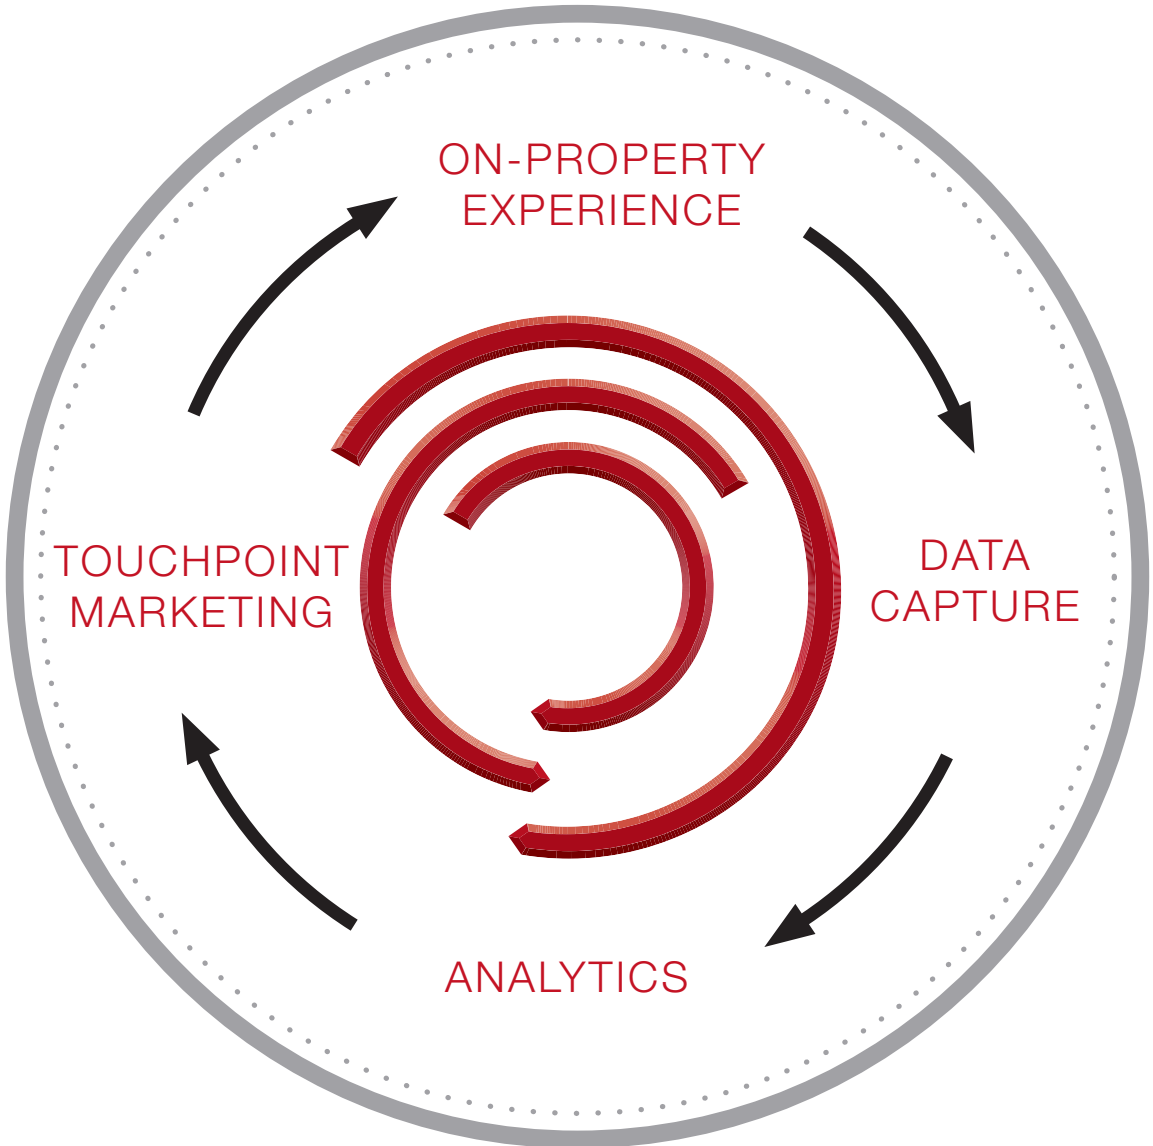 ON-PROPERTY
EXPERIENCE
DATA
CAPTURE
ANALYTICS
TOUCHPOINT
MARKETING